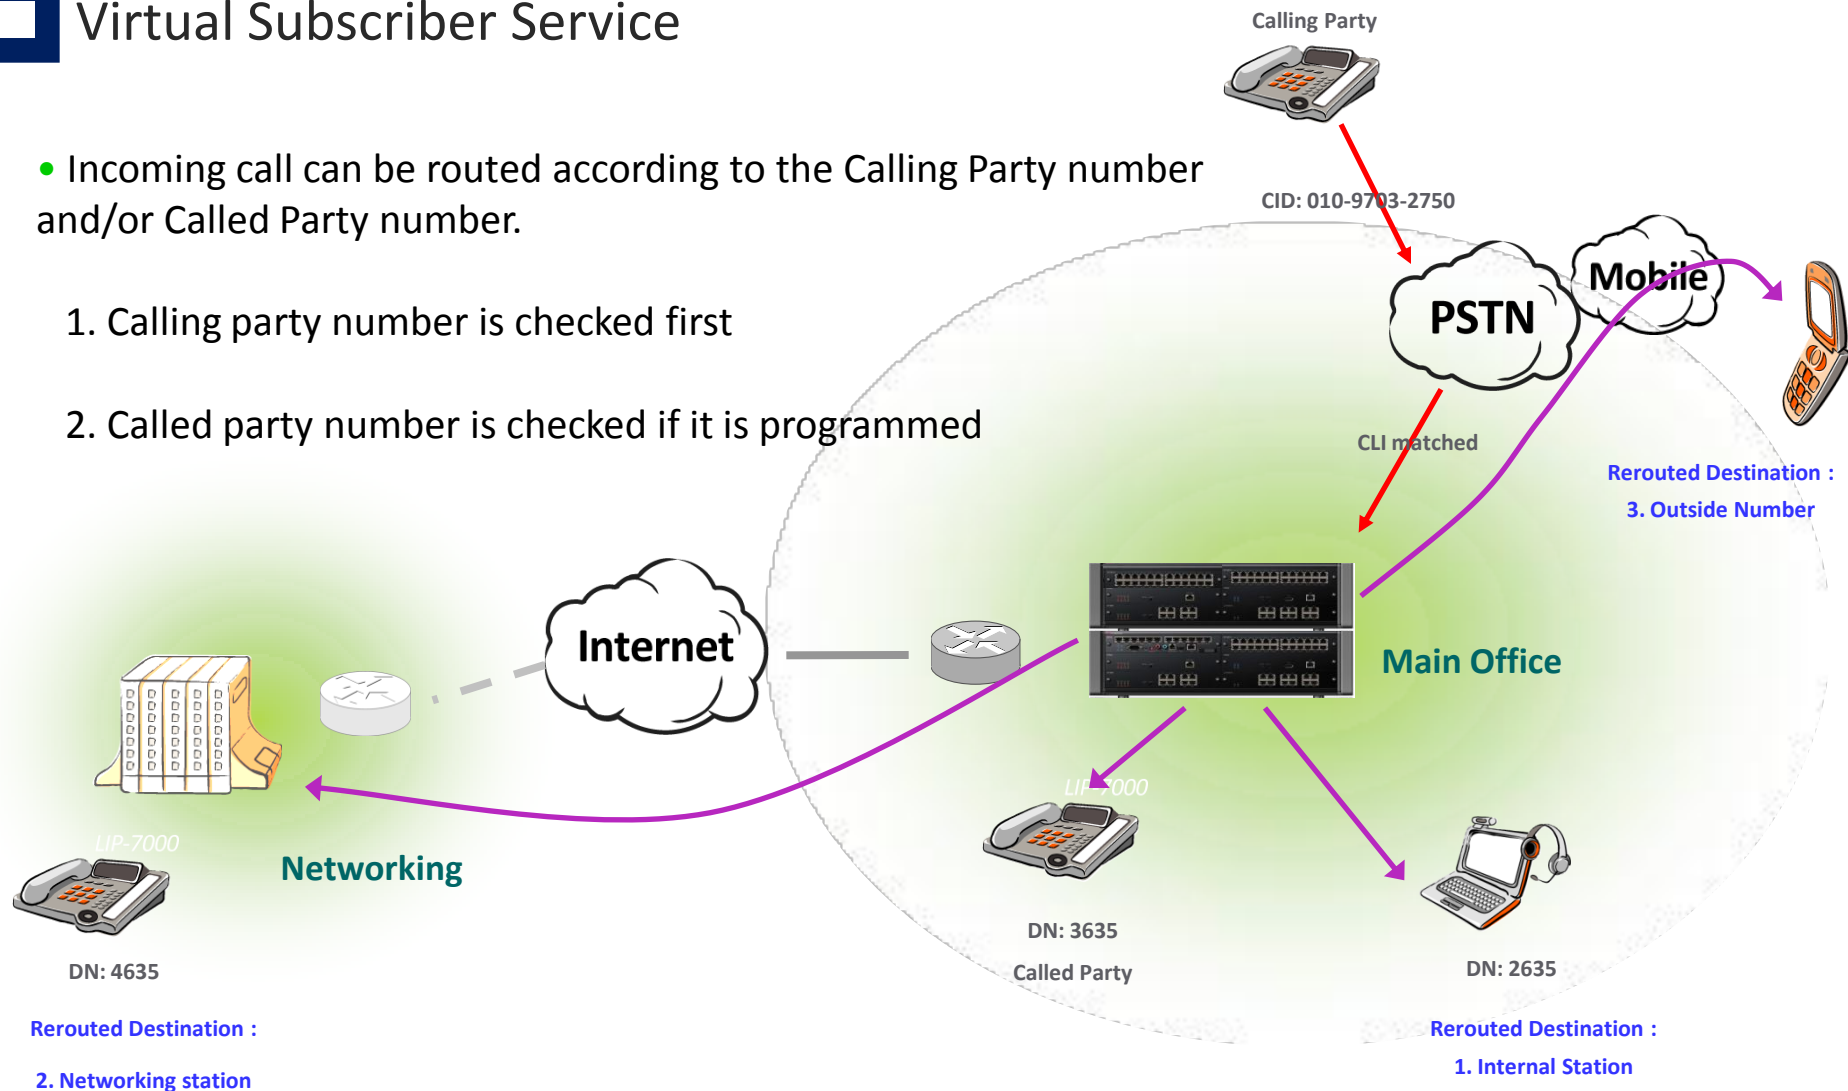 Virtual Subscriber Service
Calling Party
• Incoming call can be routed according to the Calling Party number
and/or Called Party number.
CID: 010-9703-2750
1. Calling party number is checked first
2. Called party number is checked if it is programmed
PSTN
Mobile
CLI matched
Rerouted Destination :
3. Outside Number
Internet
Main Office
LIP-7000
LIP-7000
Networking
DN: 4635
DN: 3635
Called Party
DN: 2635
Rerouted Destination :
2. Networking station
Rerouted Destination :
1. Internal Station